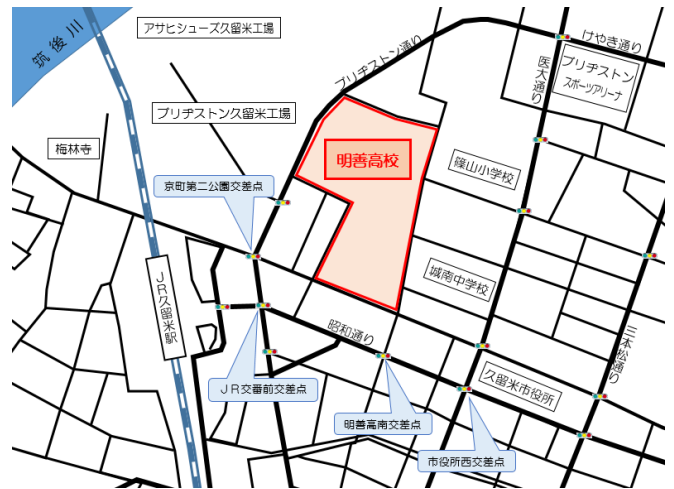 アサヒシューズ久留米工場
筑後川
ブリヂストン通り
けやき通り
医大通り
ブリヂストン
スポーツアリーナ
ブリヂストン久留米工場
梅林寺
明善高校
篠山小学校
京町第二公園交差点
JR久留米駅
城南中学校
昭和通り
三本松通り
JR交番前交差点
久留米市役所
明善高南交差点
市役所西交差点